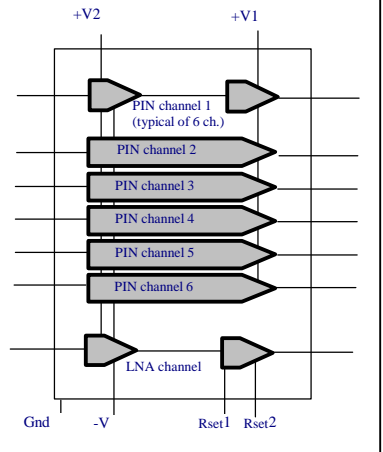 +V2
+V1
PIN channel 1
(typical of 6 ch.)
PIN channel 2
PIN channel 3
PIN channel 4
PIN channel 5
PIN channel 6
LNA channel
Gnd
-V
Rset1
Rset2